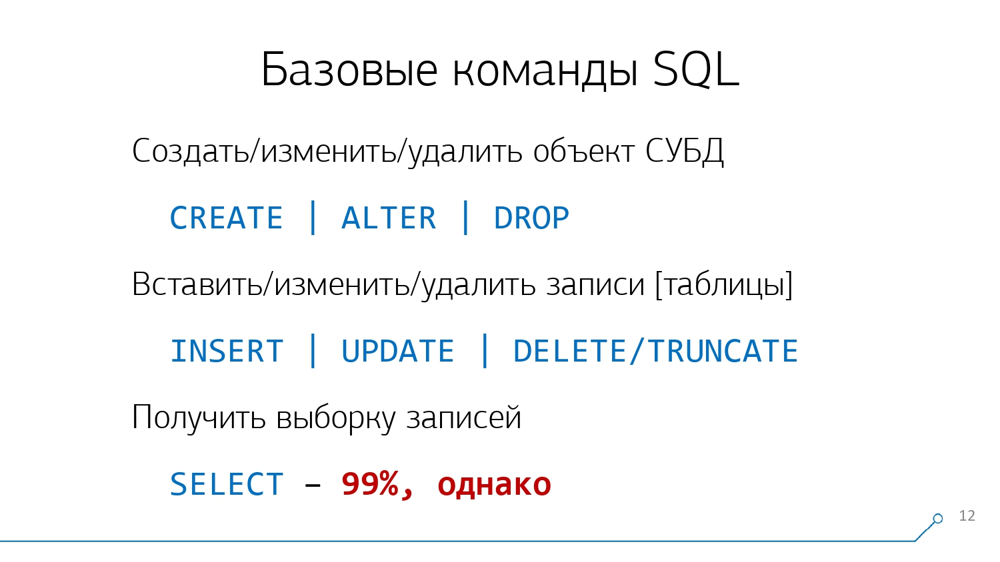 Базовые команды SQL
Создать/изменить/удалить объект СУБД
CREATE | ALTER | DROP
Вставить/изменить/удалить записи [таблицы]
INSERT | UPDATE | DELETE/TRUNCATE
Получить выборку записей
SELECT – 99%, однако
12